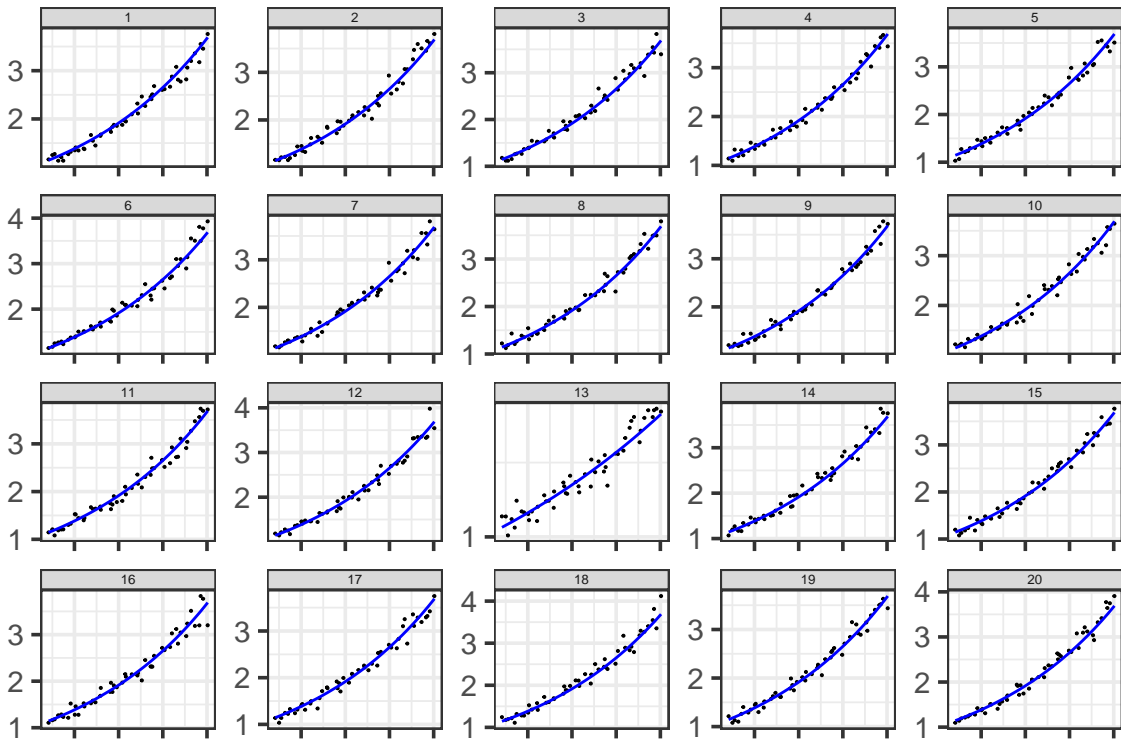 1 2 3 4 5
3 3 3 3 3
2 2 2 2 2
1 1 1
6 7 8 9 10
4
3 3 3 3 3
2 2 2 2 2
1
11 12 13 14 15
4
3 3 3 3
2 2 2 2
1 1 1 1
16 17 18 19 20
4 4
3 3 3 3 3
2 2 2 2 2
1 1 1 1 1